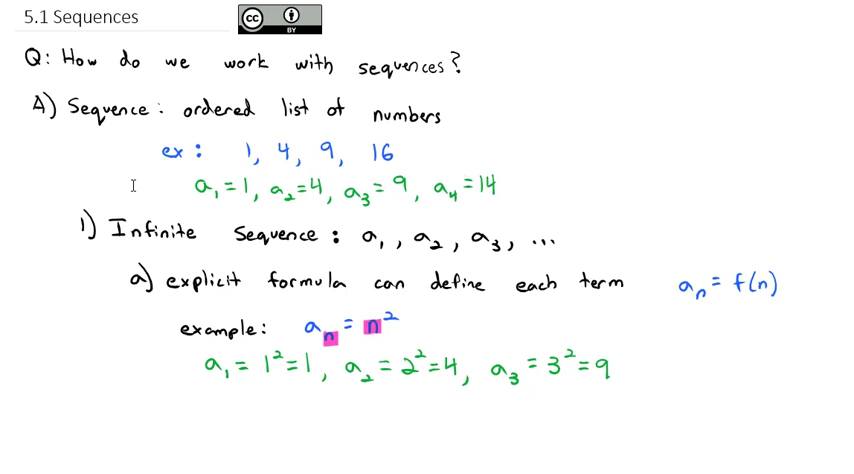 5.1 Sequences cc BY
Q: How do we work with sequences?
A) Sequence: ordered list of numbers
ex: 1, 4, 9, 16
a₁ = 1, a₂ = 4, a₃ = 9, a₄ = 14
1) Infinite Sequence: a₁, a₂, a₃, ...
a) explicit formula can define each term aₙ = f(n)
example: aₙ = n²
a₁ = 1² = 1, a₂ = 2² = 4, a₃ = 3² = 9